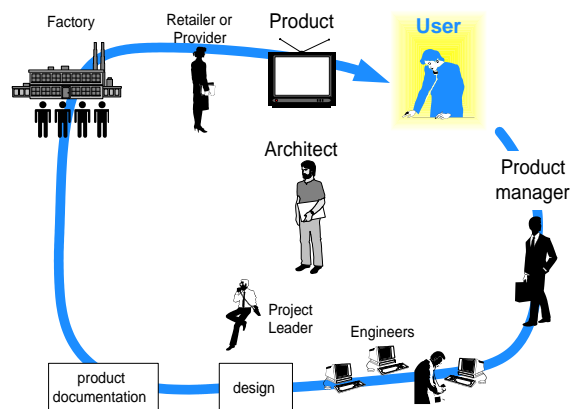 Factory
Retailer or
Provider
Product
User
Architect
Product
manager
Project
Leader
Engineers
product
documentation
design